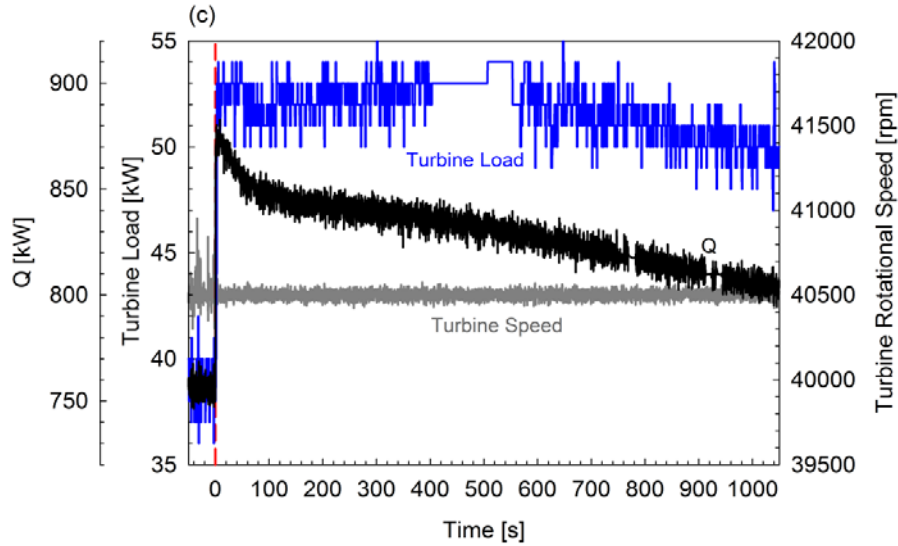 (c)
Q [kW]
900
850
800
750
Turbine Load [kW]
55
50
45
40
35
Turbine Load
Q
Turbine Speed
42000
41500
41000
40500
40000
39500
Turbine Rotational Speed [rpm]
0 100 200 300 400 500 600 700 800 900 1000
Time [s]